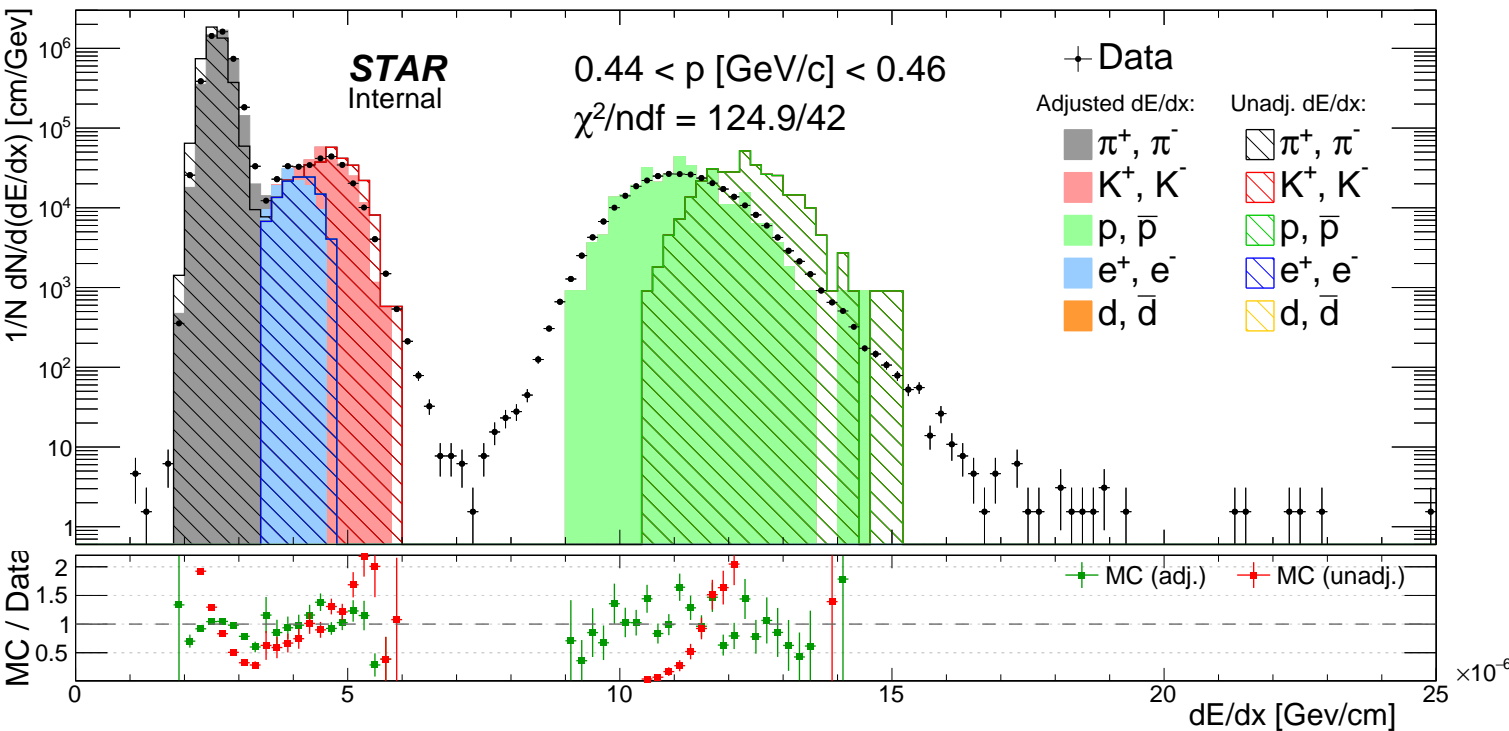 1/N dN/d(dE/dx) [cm/Gev]
10⁶
10⁵
10⁴
10³
10²
10
1
STAR
Internal
0.44 < p [GeV/c] < 0.46
χ²/ndf = 124.9/42
Data
Adjusted dE/dx: Unadj. dE/dx:
π⁺, π⁻ π⁺, π⁻
K⁺, K⁻ K⁺, K⁻
p, p̅ p, p̅
e⁺, e⁻ e⁺, e⁻
d, d̅ d, d̅
MC / Data
2
1.5
1
0.5
MC (adj.) MC (unadj.)
0 5 10 15 20 25
×10⁻⁶
dE/dx [Gev/cm]